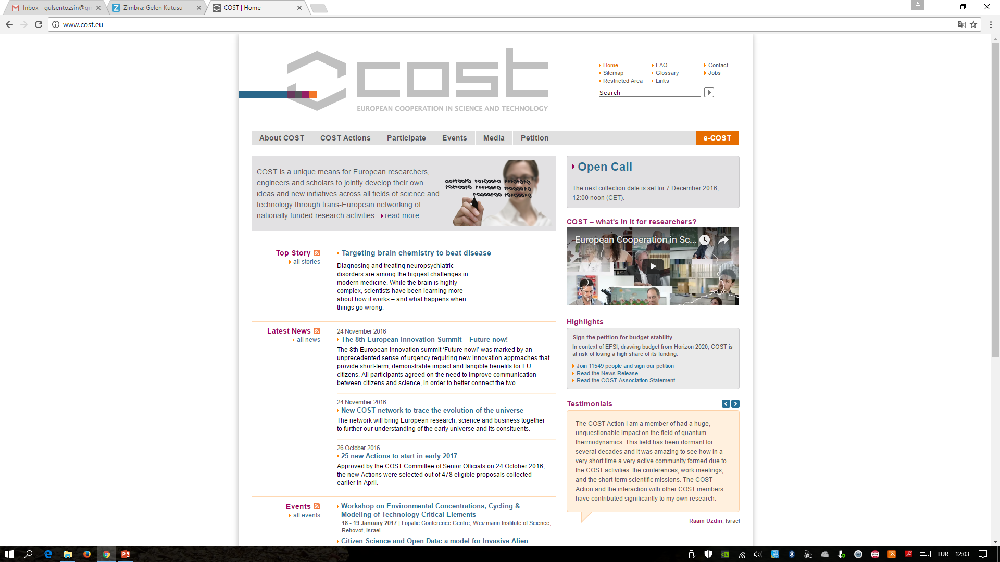 Inbox - gulsentozsin@gm
Zimbra: Gelen Kutusu
COST | Home
www.cost.eu
cost
EUROPEAN COOPERATION IN SCIENCE AND TECHNOLOGY
Home
FAQ
Contact
Sitemap
Glossary
Jobs
Restricted Area
Links
Search
About COST
COST Actions
Participate
Events
Media
Petition
e-COST
COST is a unique means for European researchers,
engineers and scholars to jointly develop their own
ideas and new initiatives across all fields of science and
technology through trans-European networking of
nationally funded research activities. read more
Open Call
The next collection date is set for 7 December 2016,
12:00 noon (CET).
COST – what's in it for researchers?
European Cooperation in Sc...
Top Story
all stories
Targeting brain chemistry to beat disease
Diagnosing and treating neuropsychiatric
disorders are among the biggest challenges in
modern medicine. While the brain is highly
complex, scientists have been learning more
about how it works – and what happens when
things go wrong.
Latest News
all news
24 November 2016
The 8th European Innovation Summit – Future now!
The 8th European innovation summit ‘Future now!’ was marked by an
unprecedented sense of urgency requiring new innovation approaches that
provide short-term, demonstrable impact and tangible benefits for EU
citizens. All participants agreed on the need to improve communication
between citizens and science, in order to better connect the two.
24 November 2016
New COST network to trace the evolution of the universe
The network will bring European research, science and business together
to further our understanding of the early universe and its consituents.
26 October 2016
25 new Actions to start in early 2017
Approved by the COST Committee of Senior Officials on 24 October 2016,
the new Actions were selected out of 478 eligible proposals collected
earlier in April.
Events
all events
Workshop on Environmental Concentrations, Cycling &
Modeling of Technology Critical Elements
18 - 19 January 2017 | Lopatie Conference Centre, Weizmann Institute of Science,
Rehovot, Israel
Citizen Science and Open Data: a model for Invasive Alien
Highlights
Sign the petition for budget stability
In context of EFSI, drawing budget from Horizon 2020, COST is
at risk of losing a high share of its funding.
Join 11549 people and sign our petition
Read the News Release
Read the COST Association Statement
Testimonials
The COST Action I am a member of had a huge,
unquestionable impact on the field of quantum
thermodynamics. This field has been dormant for
several decades and it was amazing to see how in a
very short time a very active community formed due to
the COST activities: the conferences, work meetings,
and the short-term scientific missions. The COST
Action and the interaction with other COST members
have contributed significantly to my own research.
Raam Uzdin, Israel
TUR
12:03